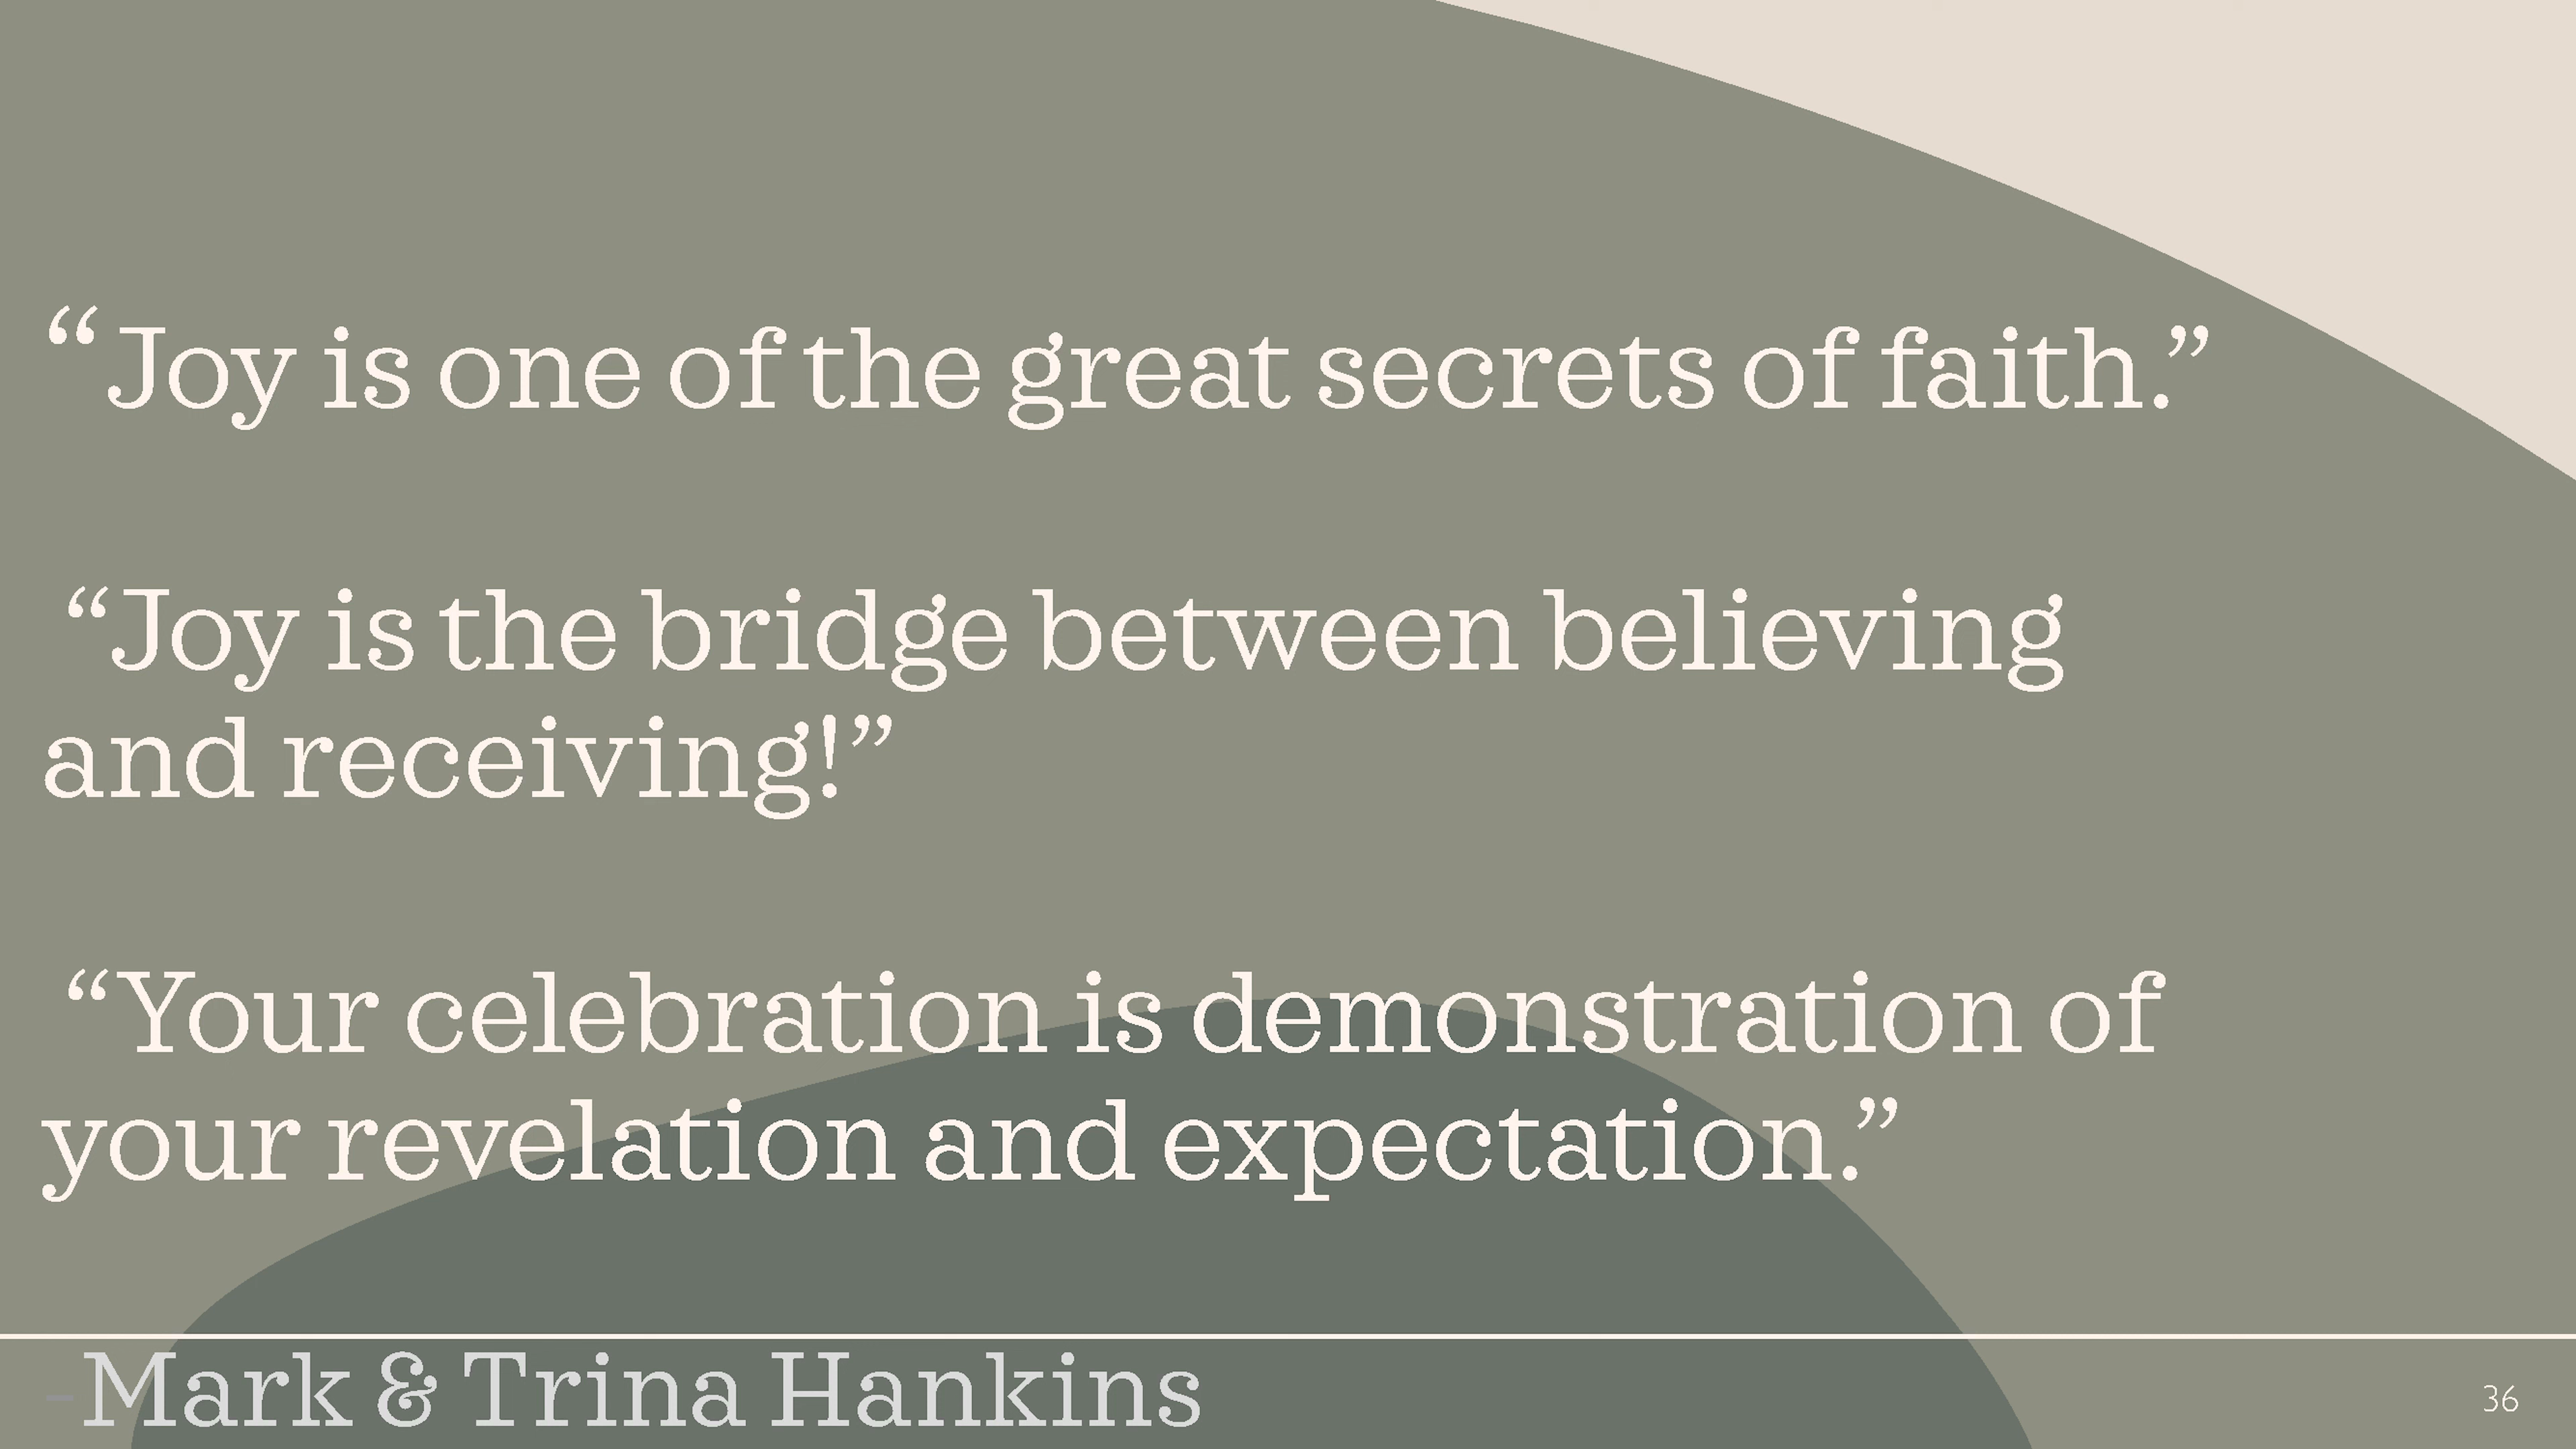 “Joy is one of the great secrets of faith.”
“Joy is the bridge between believing
and receiving!”
“Your celebration is demonstration of
your revelation and expectation.”
-Mark & Trina Hankins
36